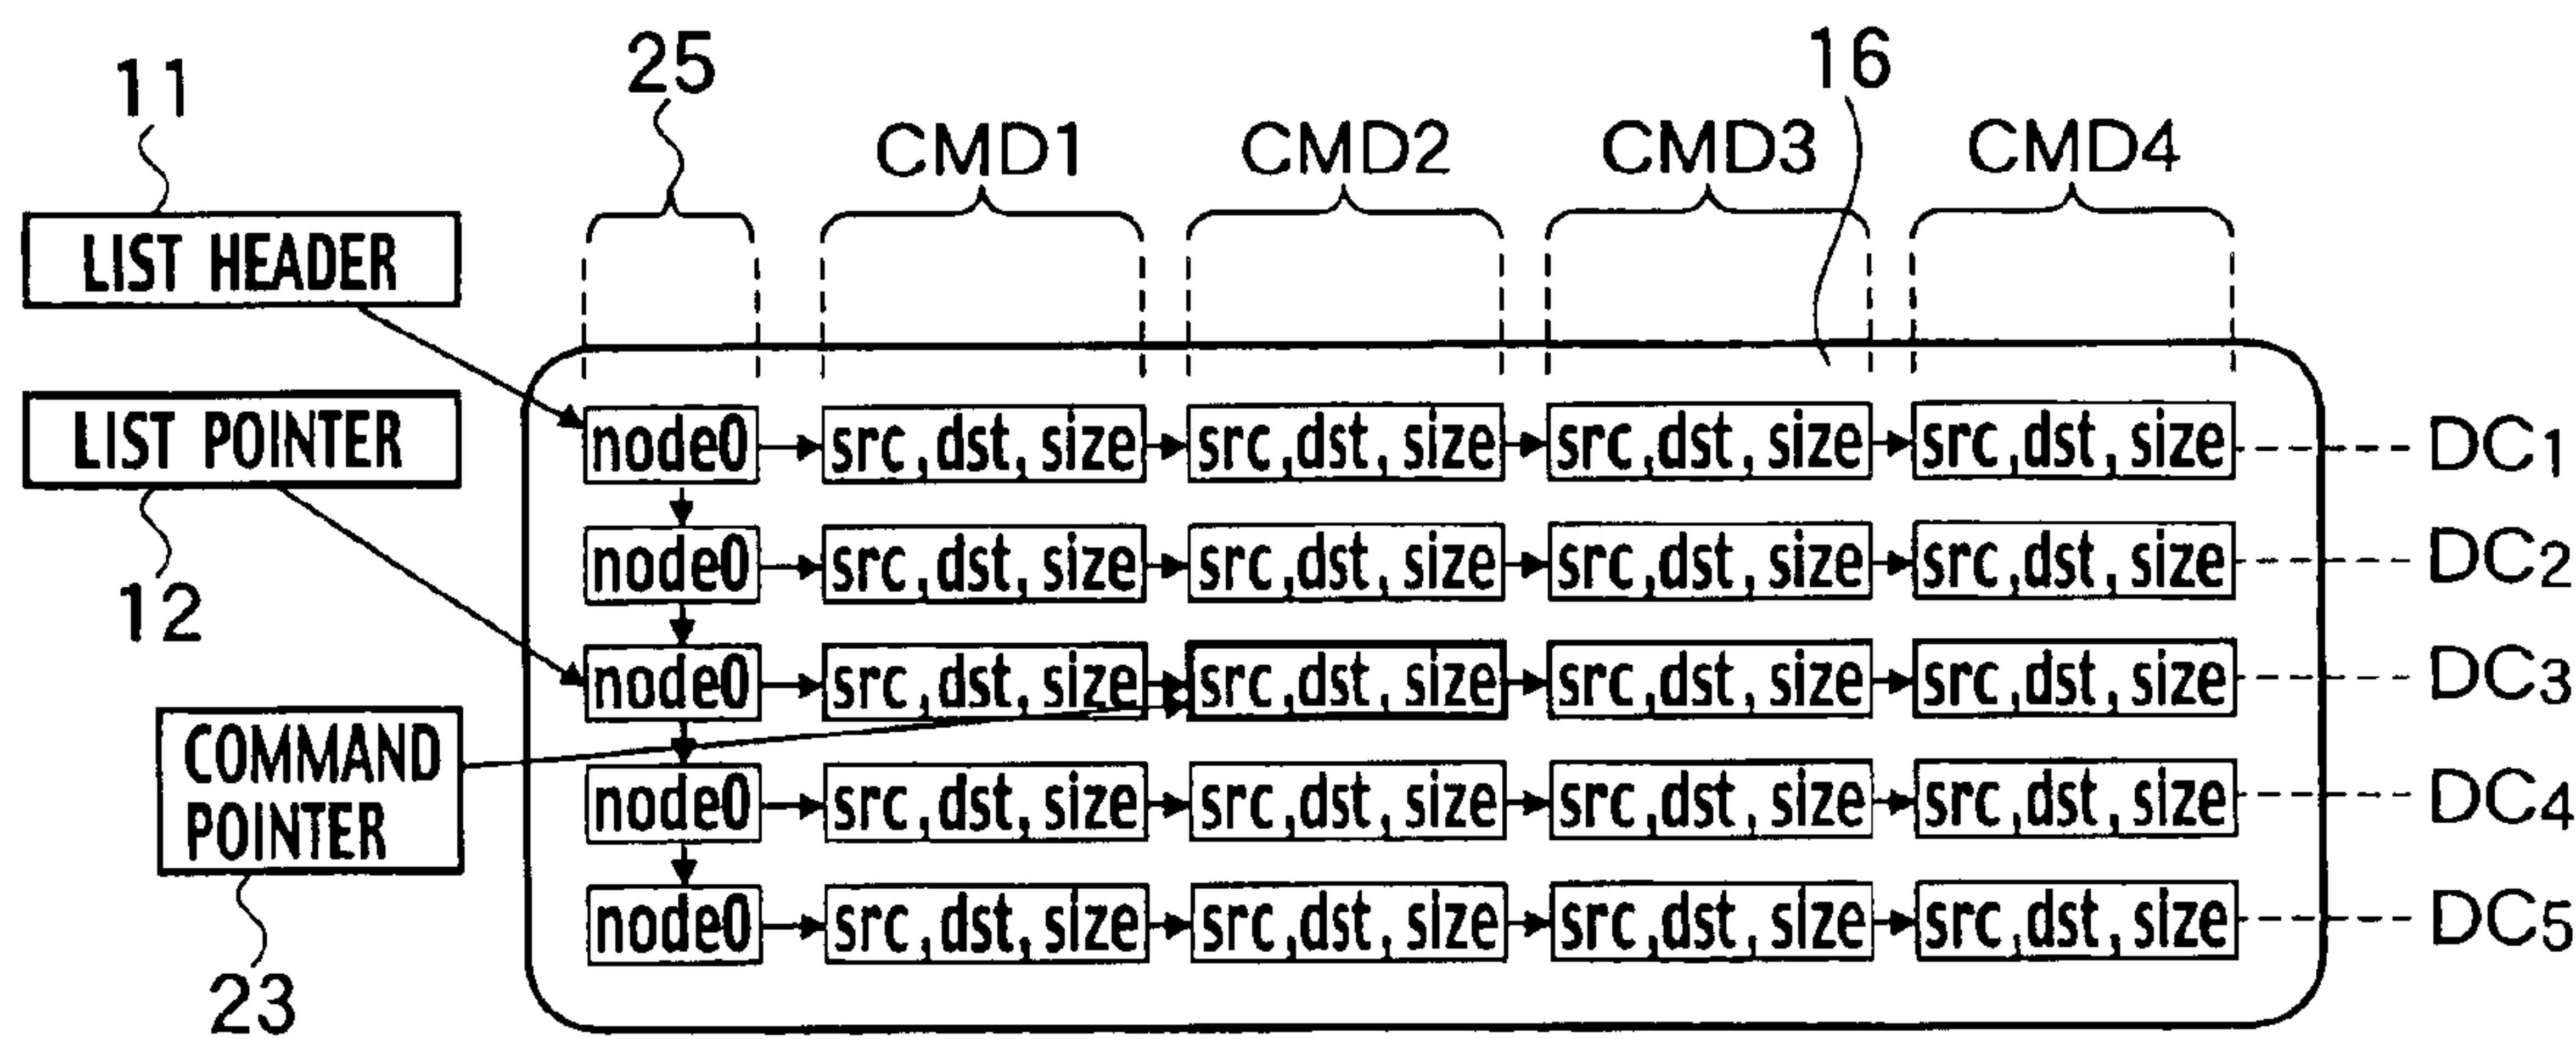 11
25
16
CMD1 CMD2 CMD3 CMD4
LIST HEADER
LIST POINTER
12
node0 src,dst,size src,dst,size src,dst,size src,dst,size DC1
node0 src,dst,size src,dst,size src,dst,size src,dst,size DC2
node0 src,dst,size src,dst,size src,dst,size src,dst,size DC3
COMMAND
POINTER
23
node0 src,dst,size src,dst,size src,dst,size src,dst,size DC4
node0 src,dst,size src,dst,size src,dst,size src,dst,size DC5